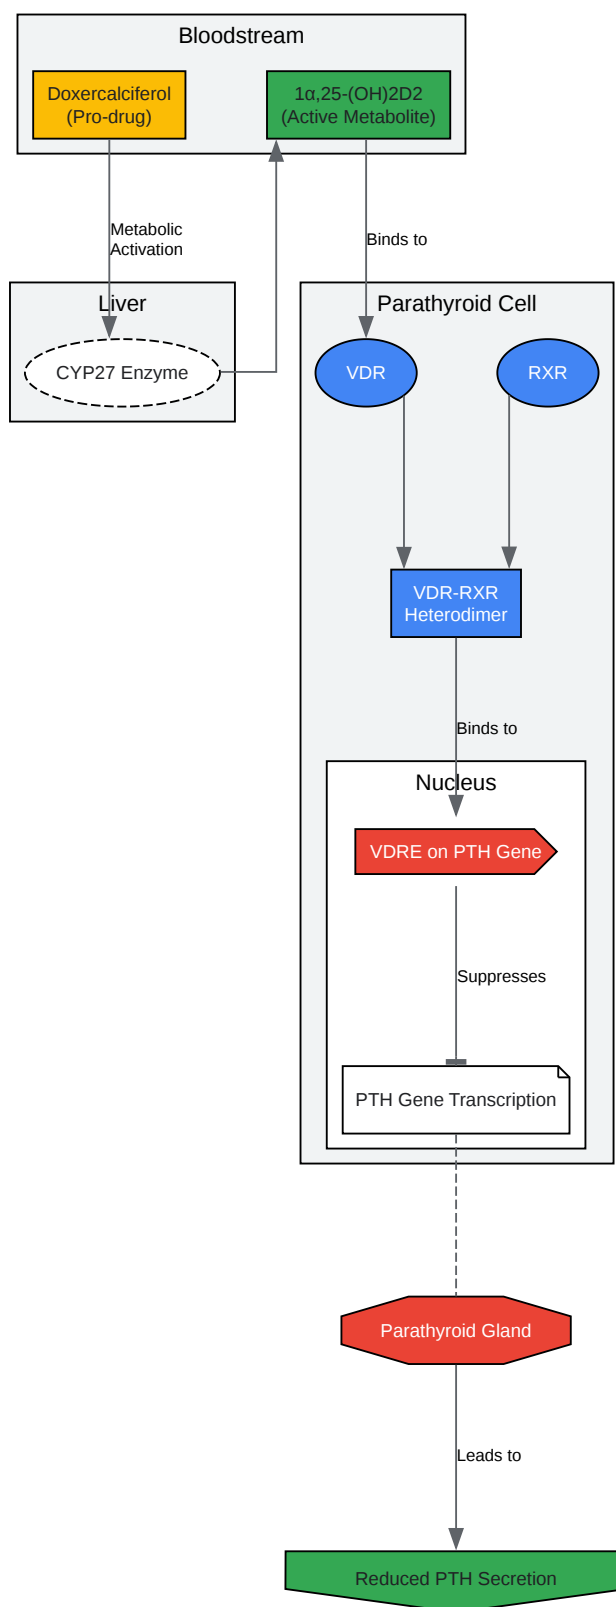 Bloodstream
Doxercalciferol
(Pro-drug)
1α,25-(OH)2D2
(Active Metabolite)
Metabolic
Activation
Binds to
Liver
CYP27 Enzyme
Parathyroid Cell
VDR
RXR
VDR-RXR
Heterodimer
Binds to
Nucleus
VDRE on PTH Gene
Suppresses
PTH Gene Transcription
Parathyroid Gland
Leads to
Reduced PTH Secretion